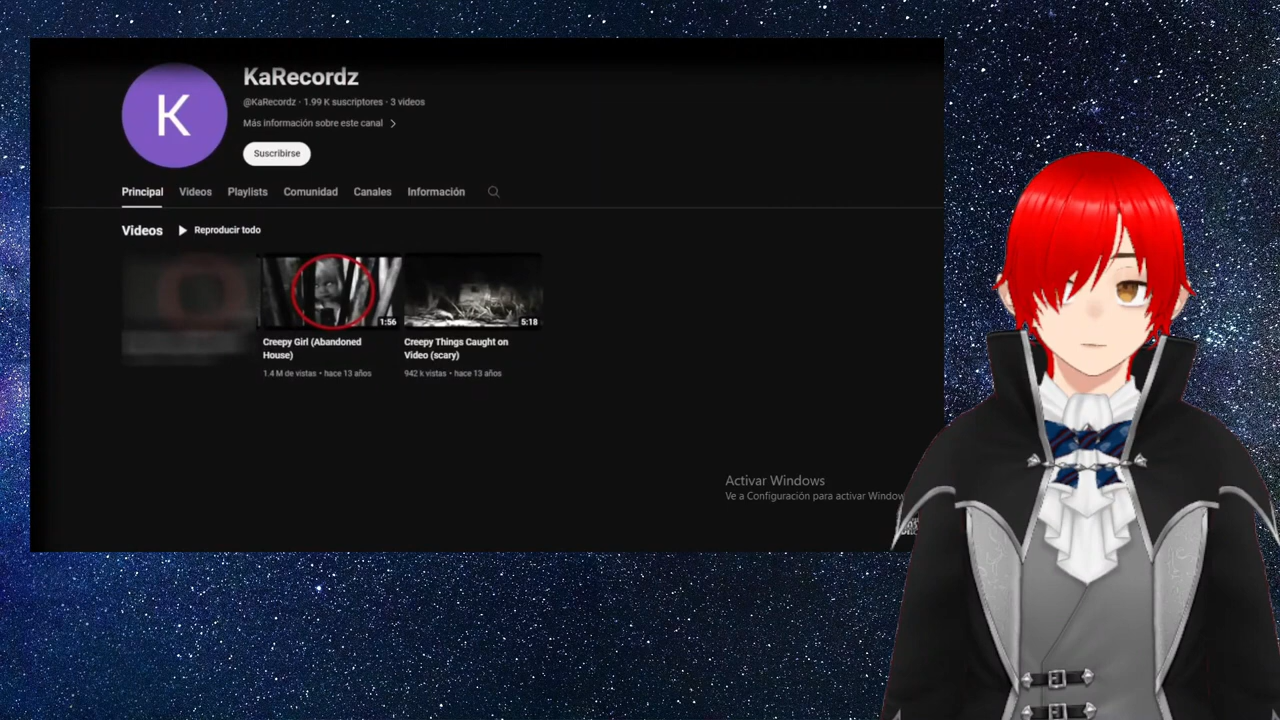 K
KaRecordz
@KaRecordz · 1.99 K suscriptores · 3 videos
Más información sobre este canal
Suscribirse
Principal Videos Playlists Comunidad Canales Información
Videos Reproducir todo
1:56 5:18
Creepy Girl (Abandoned House)
1.4 M de vistas • hace 13 años
Creepy Things Caught on Video (scary)
942 k vistas • hace 13 años
Activar Windows
Ve a Configuración para activar